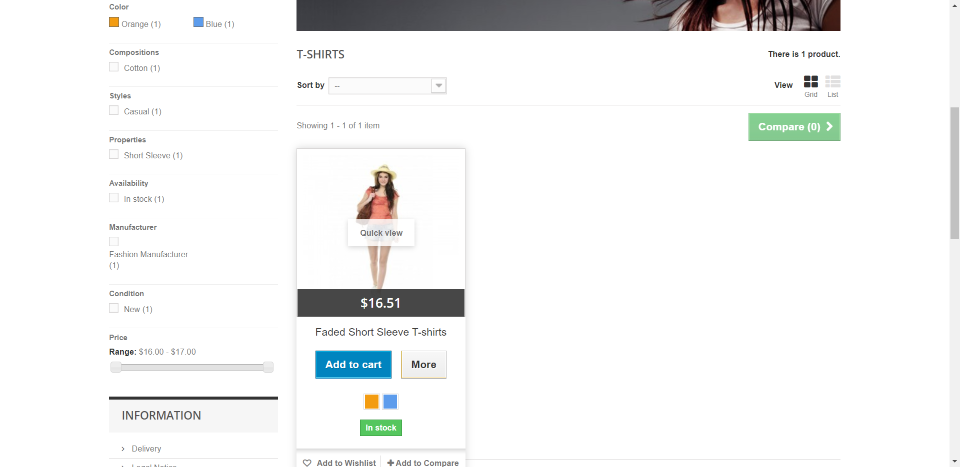 Color
Orange (1)
Blue (1)
Compositions
Cotton (1)
Styles
Casual (1)
Properties
Short Sleeve (1)
Availability
In stock (1)
Manufacturer
Fashion Manufacturer
(1)
Condition
New (1)
Price
Range: $16.00 - $17.00
INFORMATION
Delivery
Legal Notice
T-SHIRTS
There is 1 product.
Sort by
--
View
Grid
List
Showing 1 - 1 of 1 item
Compare (0)
Quick view
$16.51
Faded Short Sleeve T-shirts
Add to cart
More
In stock
Add to Wishlist
Add to Compare